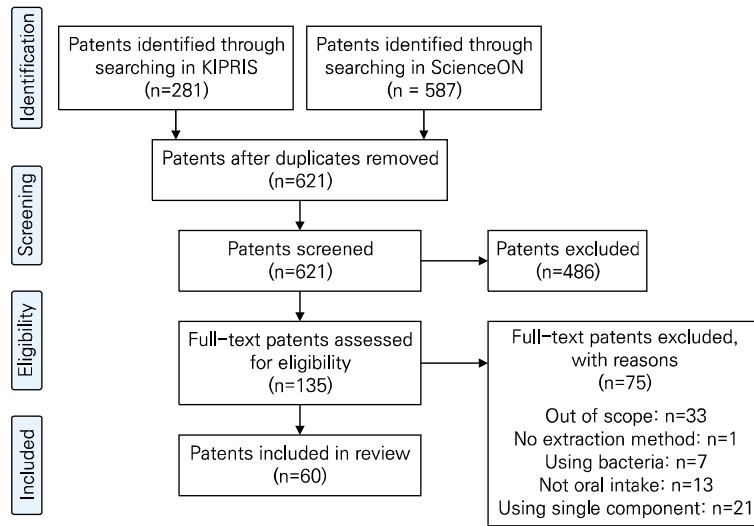 Identification
Patents identified through
searching in KIPRIS
(n=281)
Patents identified through
searching in ScienceON
(n = 587)
Patents after duplicates removed
(n=621)
Screening
Patents screened
(n=621)
Patents excluded
(n=486)
Eligibility
Full-text patents assessed
for eligibility
(n=135)
Full-text patents excluded,
with reasons
(n=75)
Out of scope: n=33
No extraction method: n=1
Using bacteria: n=7
Not oral intake: n=13
Using single component: n=21
Included
Patents included in review
(n=60)